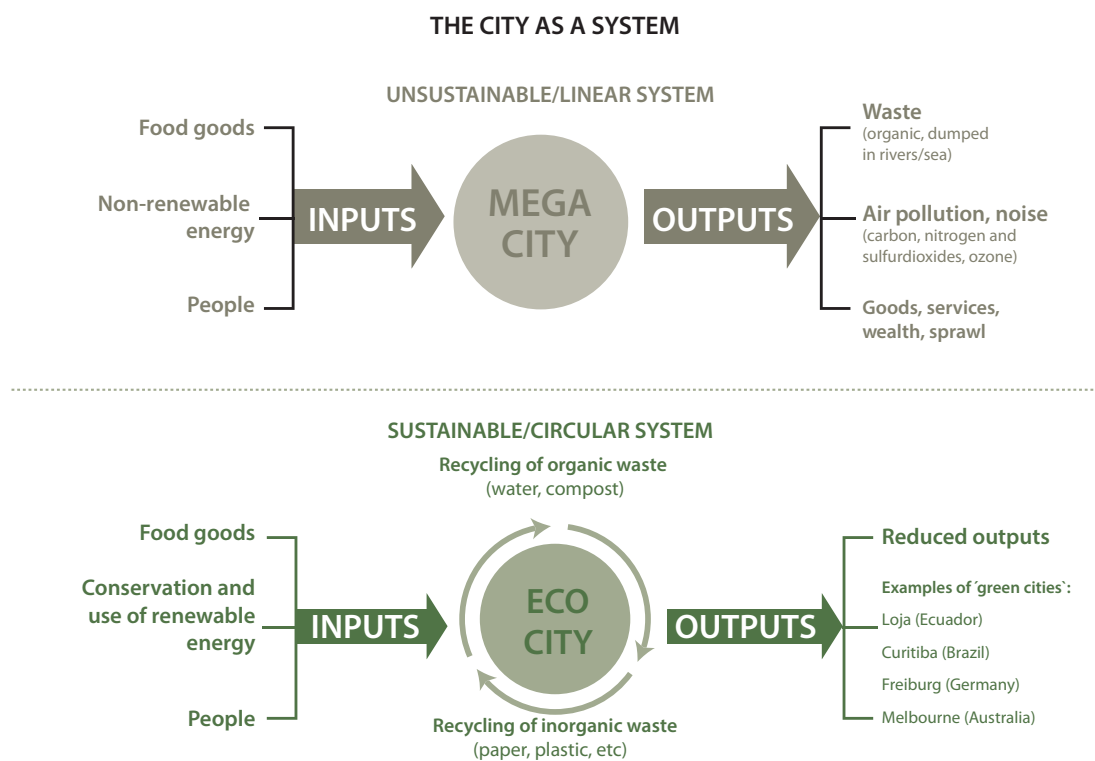 THE CITY AS A SYSTEM
UNSUSTAINABLE/LINEAR SYSTEM
Food goods
Non-renewable
energy
People
INPUTS
MEGA
CITY
OUTPUTS
Waste
(organic, dumped
in rivers/sea)
Air pollution, noise
(carbon, nitrogen and
sulfurdioxides, ozone)
Goods, services,
wealth, sprawl
SUSTAINABLE/CIRCULAR SYSTEM
Recycling of organic waste
(water, compost)
Food goods
Conservation and
use of renewable
energy
People
INPUTS
ECO
CITY
Recycling of inorganic waste
(paper, plastic, etc)
OUTPUTS
Reduced outputs
Examples of ´green cities`:
Loja (Ecuador)
Curitiba (Brazil)
Freiburg (Germany)
Melbourne (Australia)